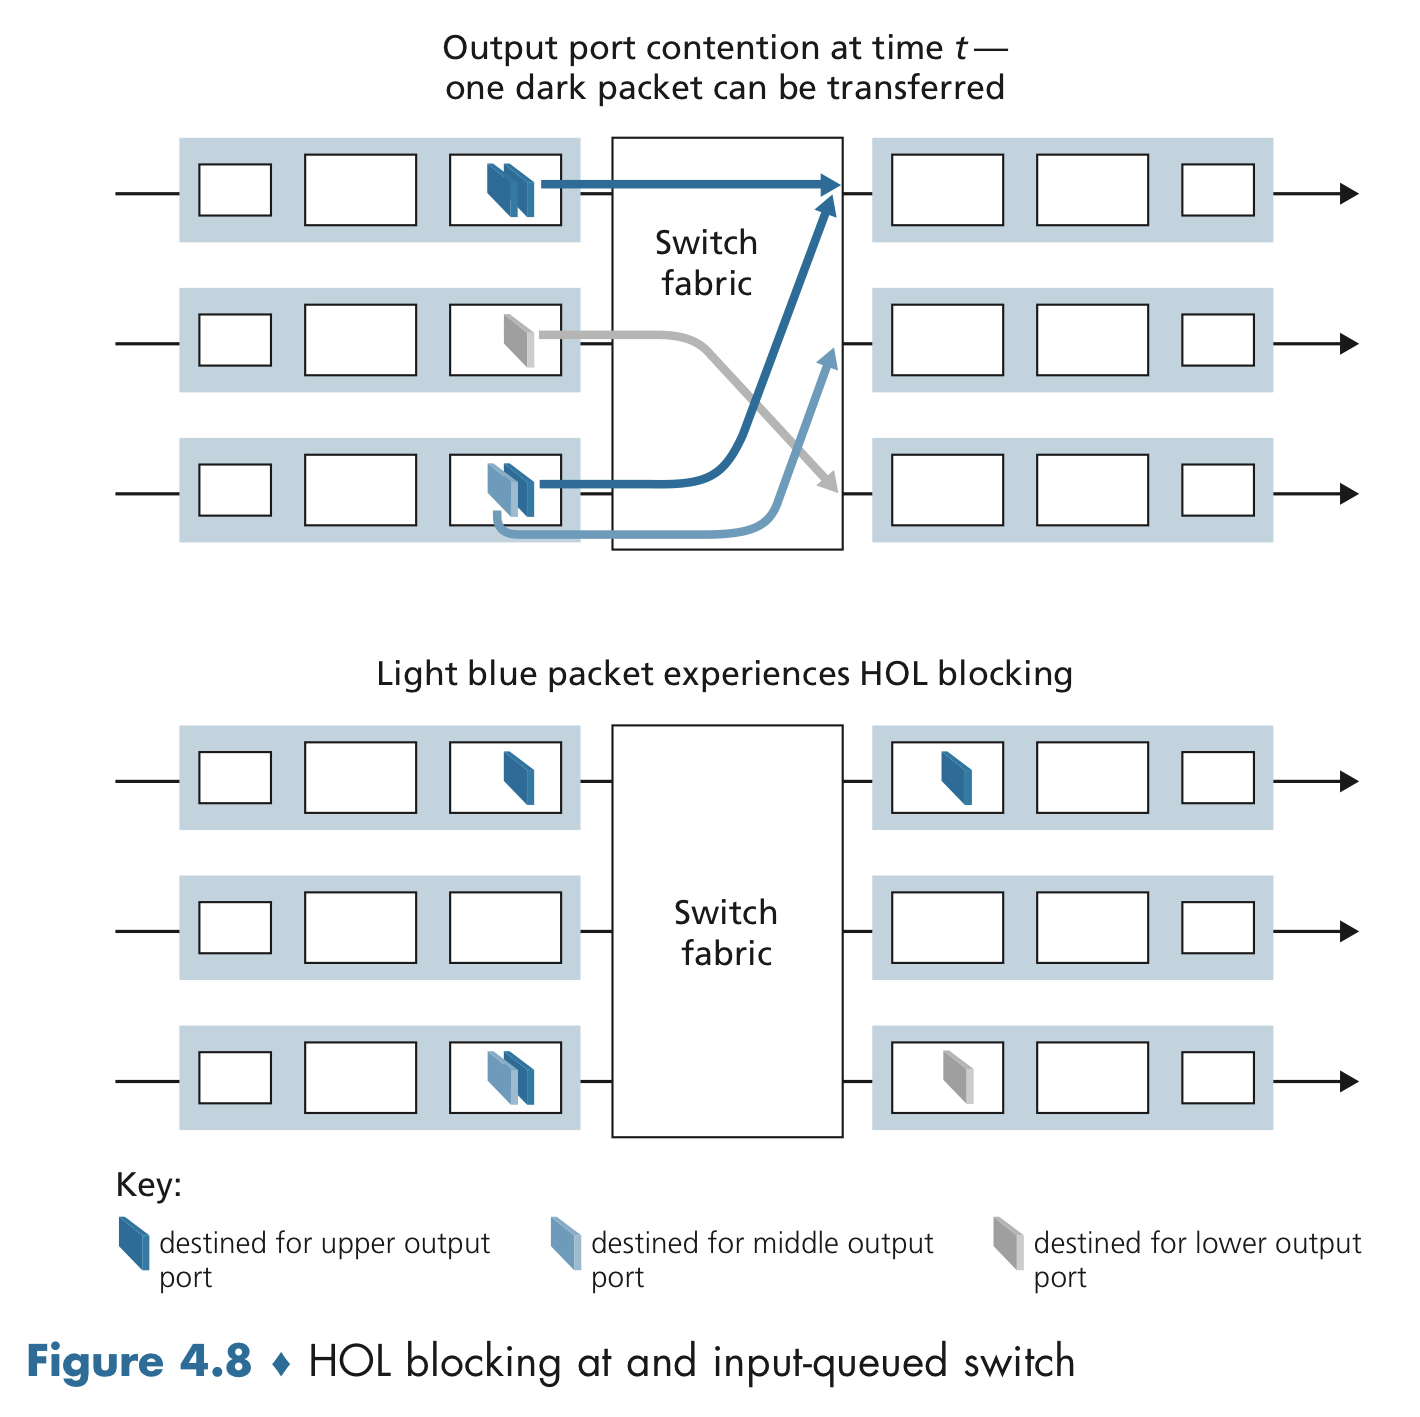 Output port contention at time t —
one dark packet can be transferred
Switch
fabric
Light blue packet experiences HOL blocking
Switch
fabric
Key:
destined for upper output
port
destined for middle output
port
destined for lower output
port
Figure 4.8 ♦ HOL blocking at and input-queued switch